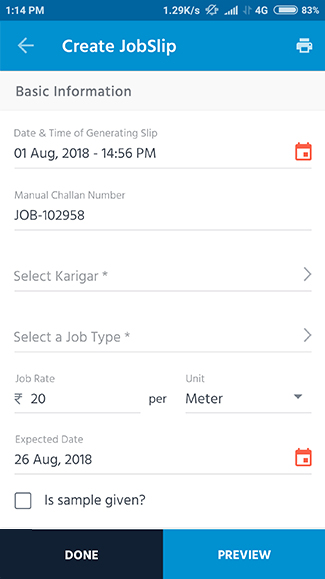 1:14 PM 1.29K/s 4G 83%
Create JobSlip
Basic Information
Date & Time of Generating Slip
01 Aug, 2018 - 14:56 PM
Manual Challan Number
JOB-102958
Select Karigar *
Select a Job Type *
Job Rate Unit
₹ 20 per Meter
Expected Date
26 Aug, 2018
Is sample given?
DONE PREVIEW